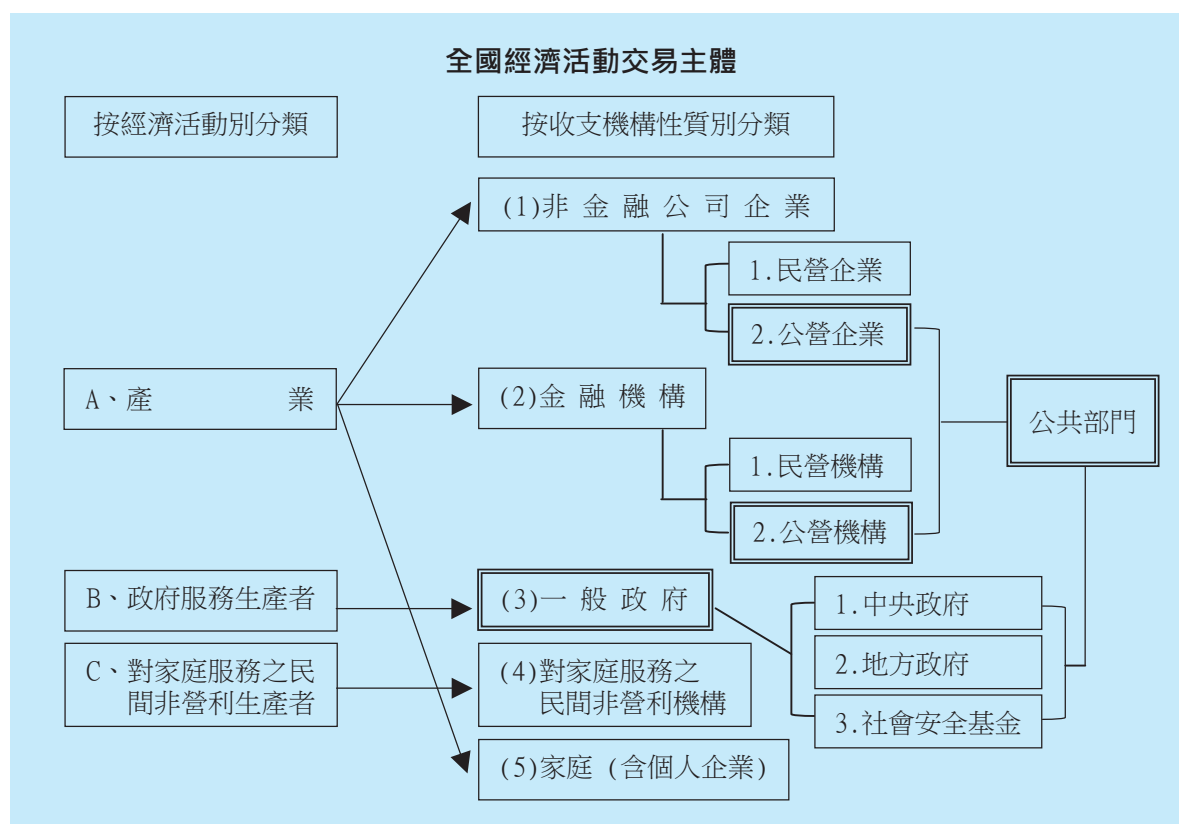 全國經濟活動交易主體
按經濟活動別分類
按收支機構性質別分類
(1)非金融公司企業
1.民營企業
2.公營企業
A、產業
(2)金融機構
公共部門
1.民營機構
2.公營機構
B、政府服務生產者
(3)一般政府
1.中央政府
2.地方政府
3.社會安全基金
C、對家庭服務之民
間非營利生產者
(4)對家庭服務之
民間非營利機構
(5)家庭(含個人企業)